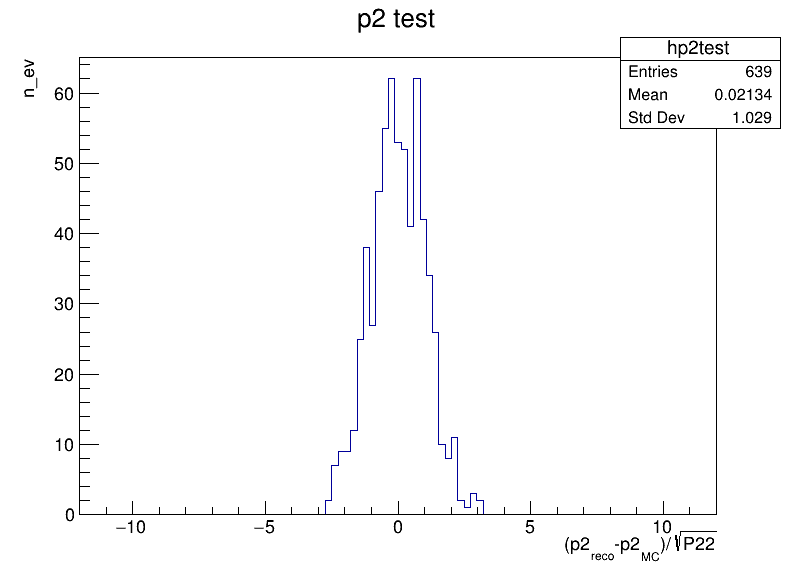 p2 test
hp2test
Entries 639
Mean 0.02134
Std Dev 1.029
n_ev
60
50
40
30
20
10
0
−10 −5 0 5 10
(p2reco-p2MC)/√P22